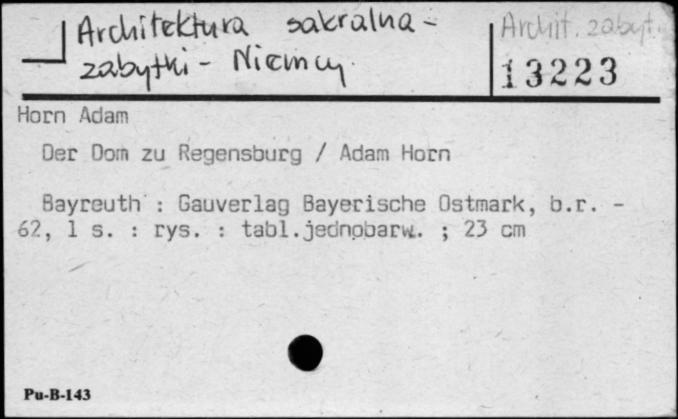 Architektura sakralna -
zabytki - Niemcy
Archit. zabyt.
13223
Horn Adam
Der Dom zu Regensburg / Adam Horn
Bayreuth : Gauverlag Bayerische Ostmark, b.r. -
62, 1 s. : rys. : tabl.jednobarw. ; 23 cm
Pu-B-143